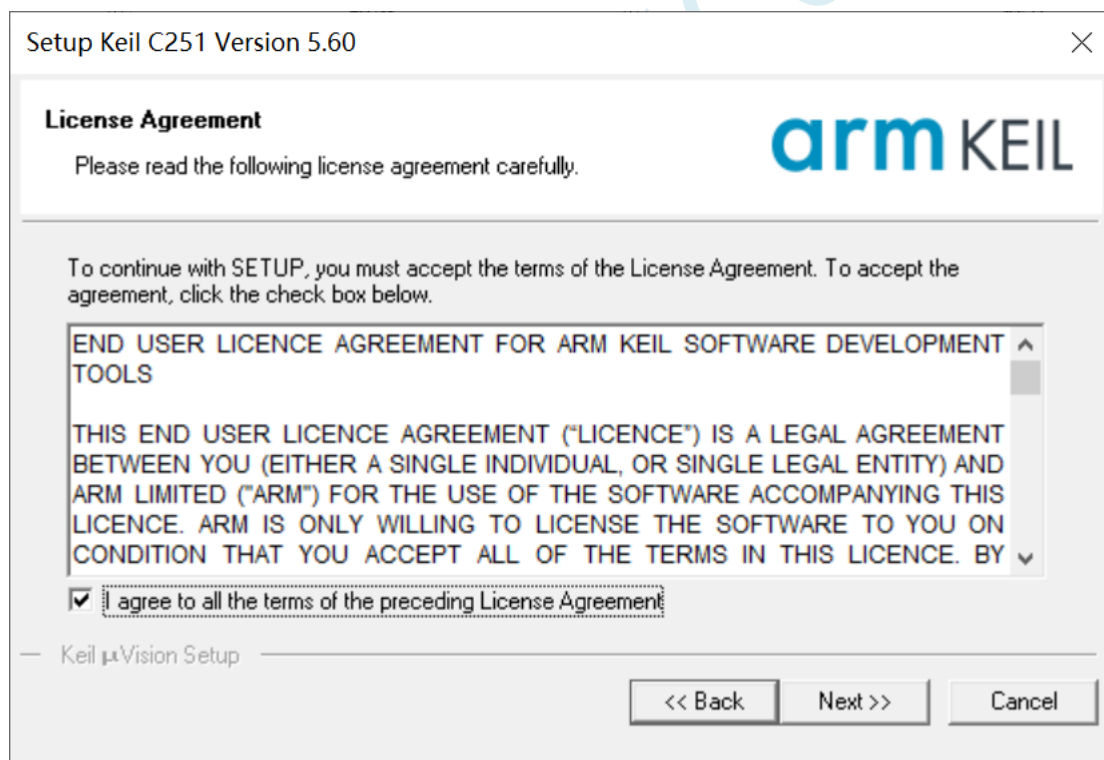 Setup Keil C251 Version 5.60
License Agreement
Please read the following license agreement carefully.
arm KEIL
To continue with SETUP, you must accept the terms of the License Agreement. To accept the
agreement, click the check box below.
END USER LICENCE AGREEMENT FOR ARM KEIL SOFTWARE DEVELOPMENT
TOOLS
THIS END USER LICENCE AGREEMENT (“LICENCE”) IS A LEGAL AGREEMENT
BETWEEN YOU (EITHER A SINGLE INDIVIDUAL, OR SINGLE LEGAL ENTITY) AND
ARM LIMITED ("ARM") FOR THE USE OF THE SOFTWARE ACCOMPANYING THIS
LICENCE. ARM IS ONLY WILLING TO LICENSE THE SOFTWARE TO YOU ON
CONDITION THAT YOU ACCEPT ALL OF THE TERMS IN THIS LICENCE. BY
I agree to all the terms of the preceding License Agreement
Keil µVision Setup
<< Back
Next >>
Cancel